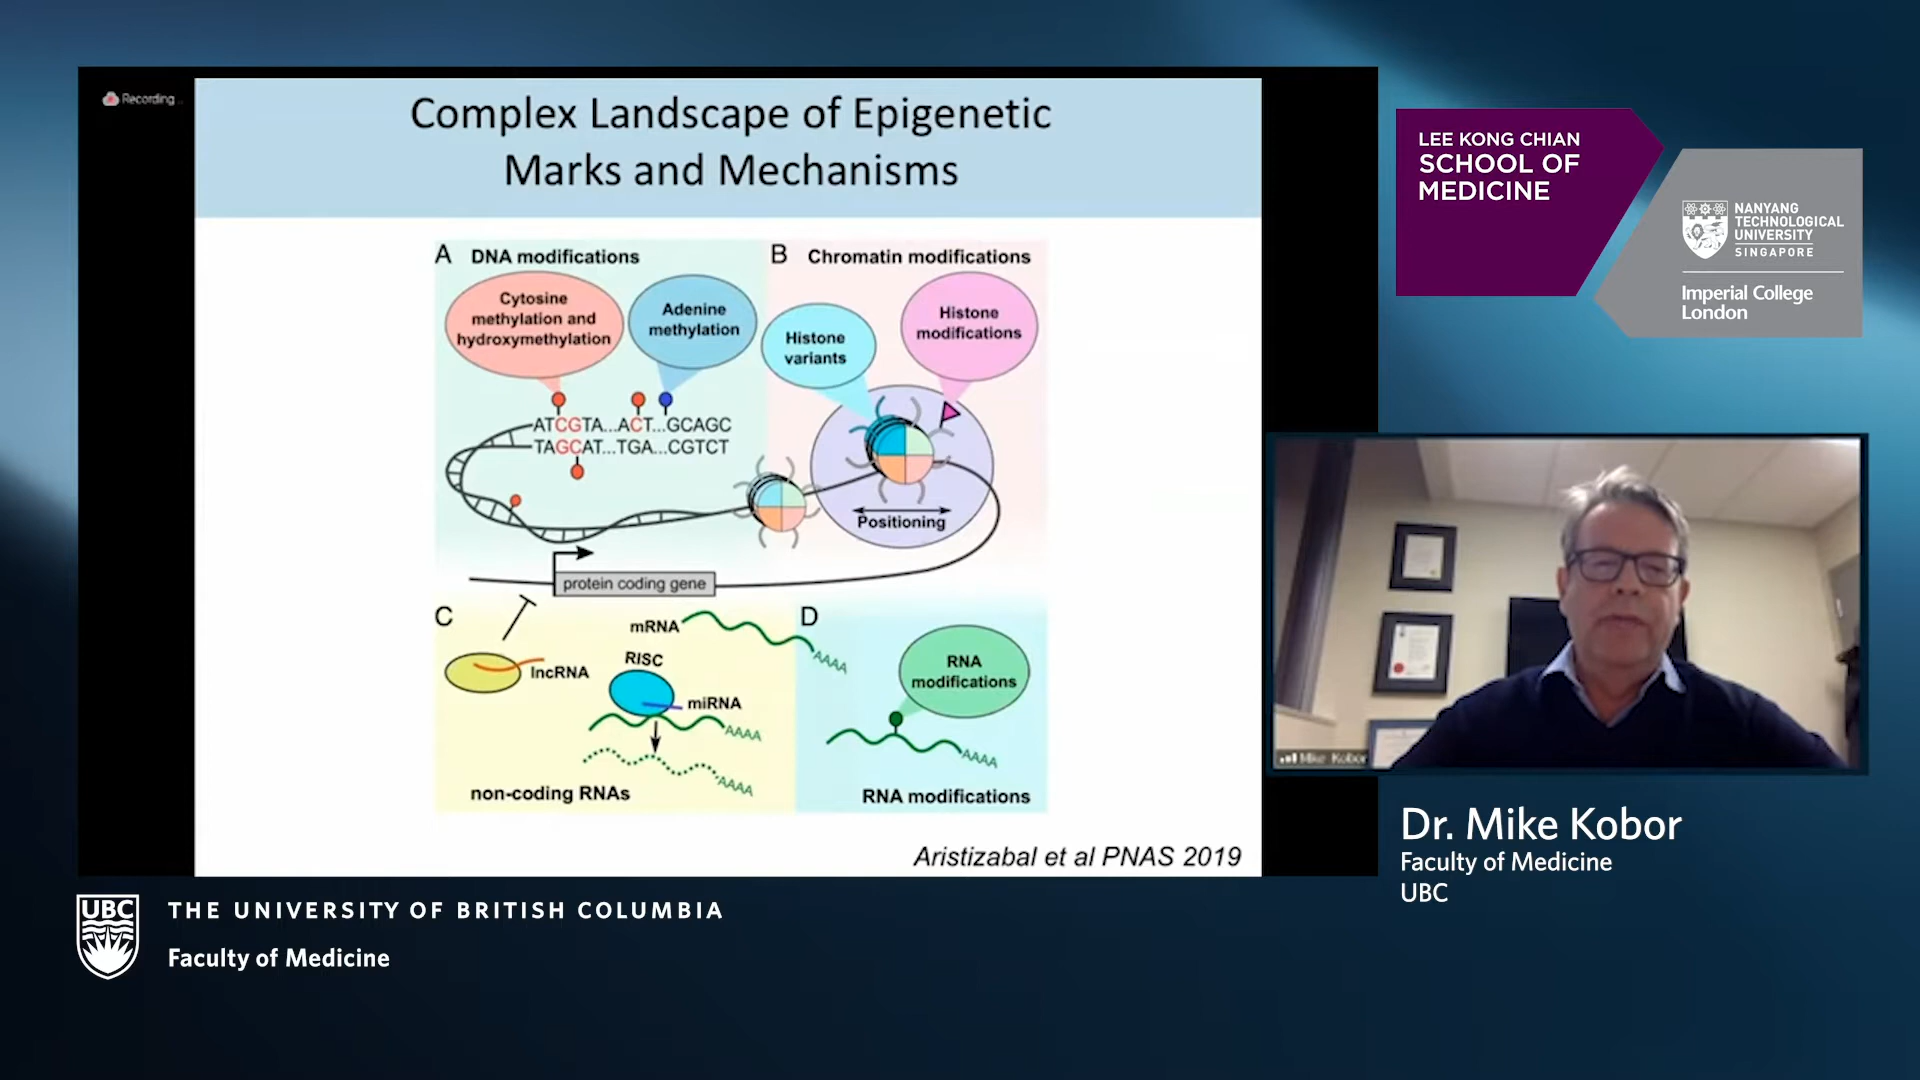 Recording...
Complex Landscape of Epigenetic
Marks and Mechanisms
A DNA modifications
B Chromatin modifications
Cytosine
methylation and
hydroxymethylation
Adenine
methylation
Histone
variants
Histone
modifications
ATCGTA...ACT...GCAGC
TAGCAT...TGA...CGTCT
Positioning
protein coding gene
C
mRNA
AAAA
lncRNA
RISC
miRNA
AAAA
AAAA
non-coding RNAs
D
RNA
modifications
AAAA
RNA modifications
Aristizabal et al PNAS 2019
LEE KONG CHIAN
SCHOOL OF
MEDICINE
NANYANG
TECHNOLOGICAL
UNIVERSITY
SINGAPORE
Imperial College
London
Mike Kobor
Dr. Mike Kobor
Faculty of Medicine
UBC
UBC
THE UNIVERSITY OF BRITISH COLUMBIA
Faculty of Medicine